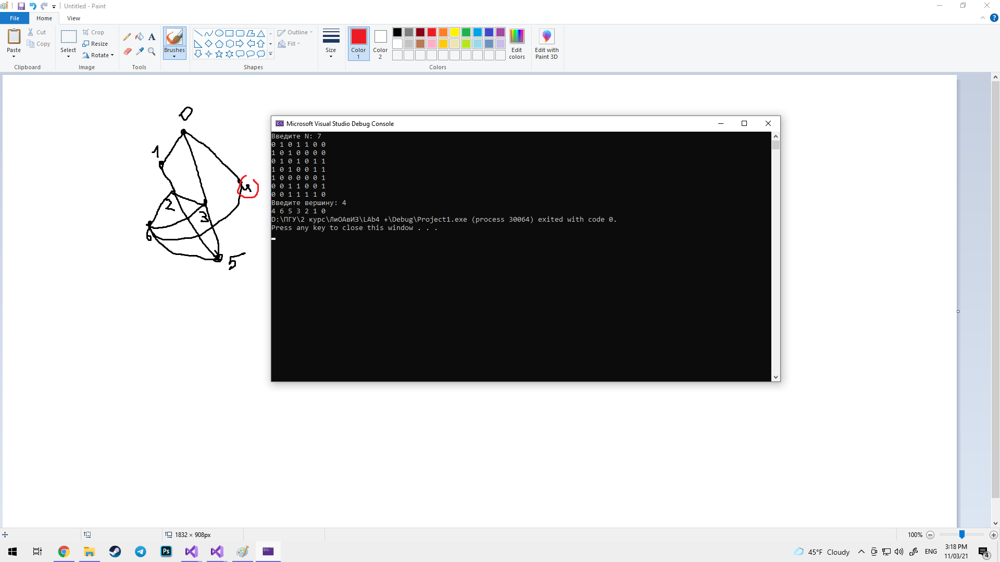 Untitled - Paint
File Home View
Paste
Cut
Copy
Clipboard
Select
Crop
Resize
Rotate
Image
Tools
Brushes
Shapes
Outline
Fill
Size
Color 1
Color 2
Colors
Edit colors
Edit with Paint 3D
0
1
4
2
3
6
5
Microsoft Visual Studio Debug Console
Введите N: 7
0 1 0 1 1 0 0
1 0 1 0 0 0 0
0 1 0 1 0 1 1
1 0 1 0 0 1 1
1 0 0 0 0 0 1
0 0 1 1 0 0 1
0 0 1 1 1 1 0
Введите вершину: 4
4 6 5 3 2 1 0
D:\ПГУ\2 курс\ЛиОАвИЗ\LAb4 +\Debug\Project1.exe (process 30064) exited with code 0.
Press any key to close this window . . .
1832 × 908px
100%
45°F Cloudy
ENG
3:18 PM
11/03/21
4